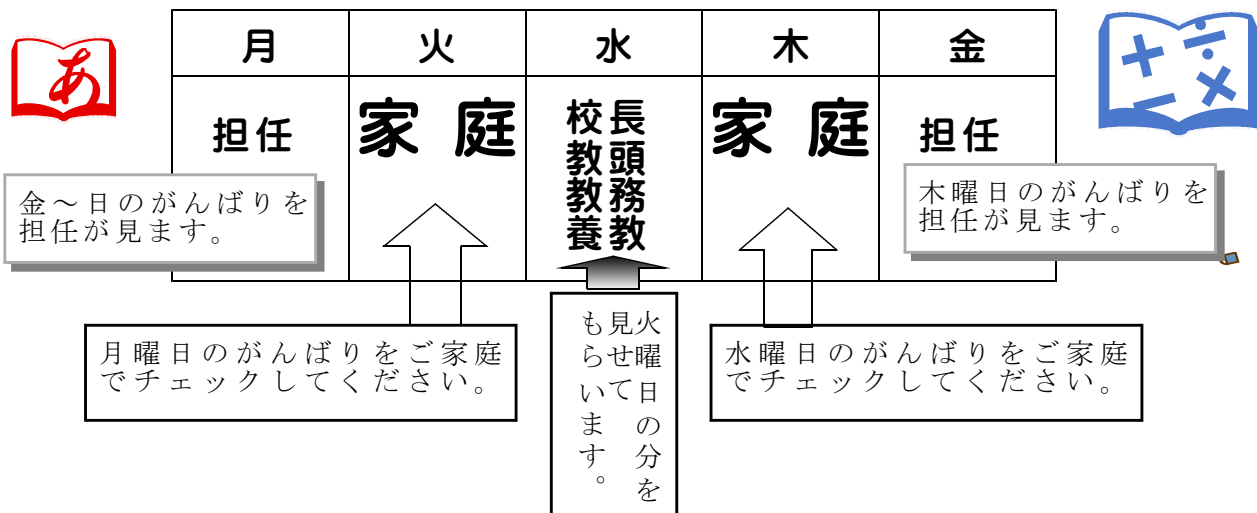 あ
月
火
水
木
金
担任
家庭
校長
教頭
教務
養教
家庭
担任
金～日のがんばりを
担任が見ます。
木曜日のがんばりを
担任が見ます。
月曜日のがんばりをご家庭
でチェックしてください。
火曜日の分を
見せて
もらいます。
水曜日のがんばりをご家庭
でチェックしてください。
＋÷
－×